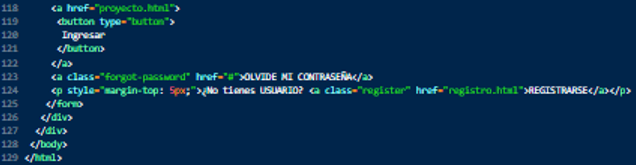 118 <a href="proyecto.html">
119 <button type="button">
120 Ingresar
121 </button>
122 </a>
123 <a class="forgot-password" href="#">OLVIDE MI CONTRASEÑA</a>
124 <p style="margin-top: 5px;">¿No tienes USUARIO? <a class="register" href="registro.html">REGISTRARSE</a></p>
125 </form>
126 </div>
127 </div>
128 </body>
129 </html>